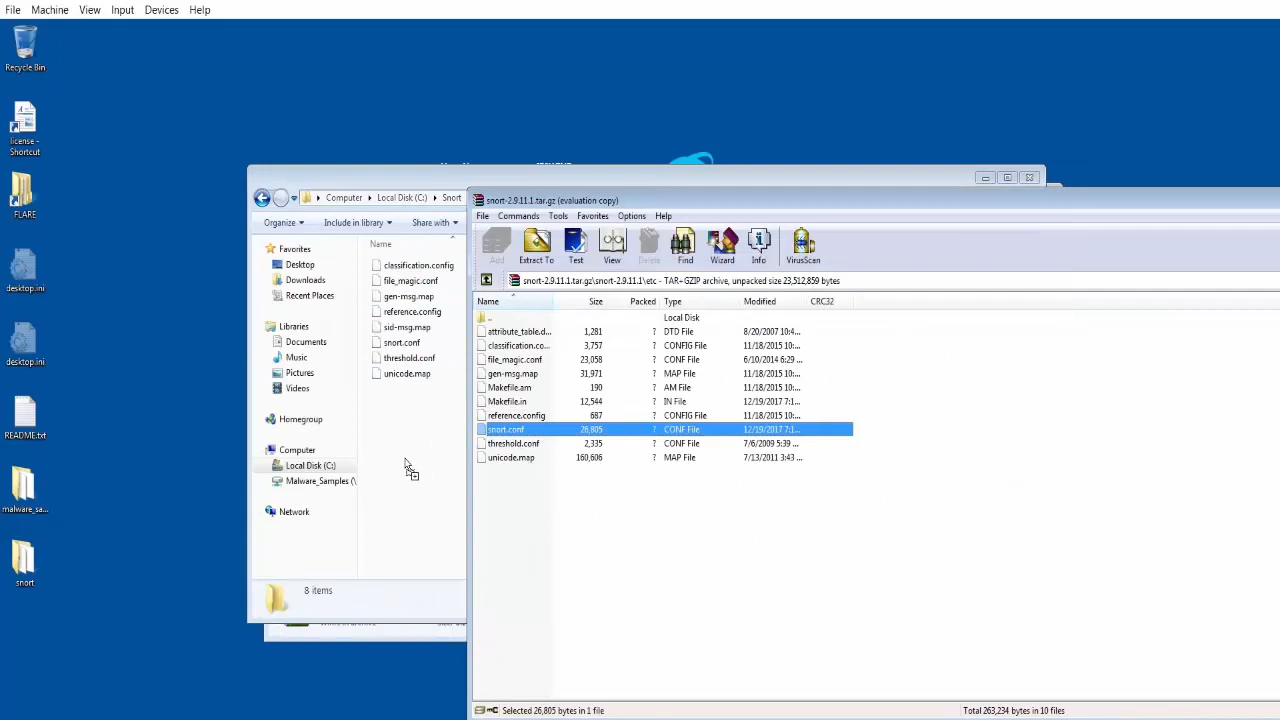 File Machine View Input Devices Help
Recycle Bin
license -
Shortcut
FLARE
desktop.ini
desktop.ini
README.txt
malware_sa...
snort
Computer Local Disk (C:) Snort
Organize Include in library Share with
Favorites
Desktop
Downloads
Recent Places
Libraries
Documents
Music
Pictures
Videos
Homegroup
Computer
Local Disk (C:)
Malware_Samples (\
Network
Name
classification.config
file_magic.conf
gen-msg.map
reference.config
sid-msg.map
snort.conf
threshold.conf
unicode.map
8 items
snort-2.9.11.1.tar.gz (evaluation copy)
File Commands Tools Favorites Options Help
Add Extract To Test View Delete Find Wizard Info VirusScan
snort-2.9.11.1.tar.gz\snort-2.9.11.1\etc - TAR+GZIP archive, unpacked size 23,512,859 bytes
Name Size Packed Type Modified CRC32
.. Local Disk
attribute_table.d... 1,281 ? DTD File 8/20/2007 10:4...
classification.co... 3,757 ? CONFIG File 11/18/2015 10:...
file_magic.conf 23,058 ? CONF File 6/10/2014 6:29 ...
gen-msg.map 31,971 ? MAP File 11/18/2015 10:...
Makefile.am 190 ? AM File 11/18/2015 10:...
Makefile.in 12,544 ? IN File 12/19/2017 7:1...
reference.config 687 ? CONFIG File 11/18/2015 10:...
snort.conf 26,805 ? CONF File 12/19/2017 7:1...
threshold.conf 2,335 ? CONF File 7/6/2009 5:39 ...
unicode.map 160,606 ? MAP File 7/13/2011 3:43 ...
Selected 26,805 bytes in 1 file Total 263,234 bytes in 10 files